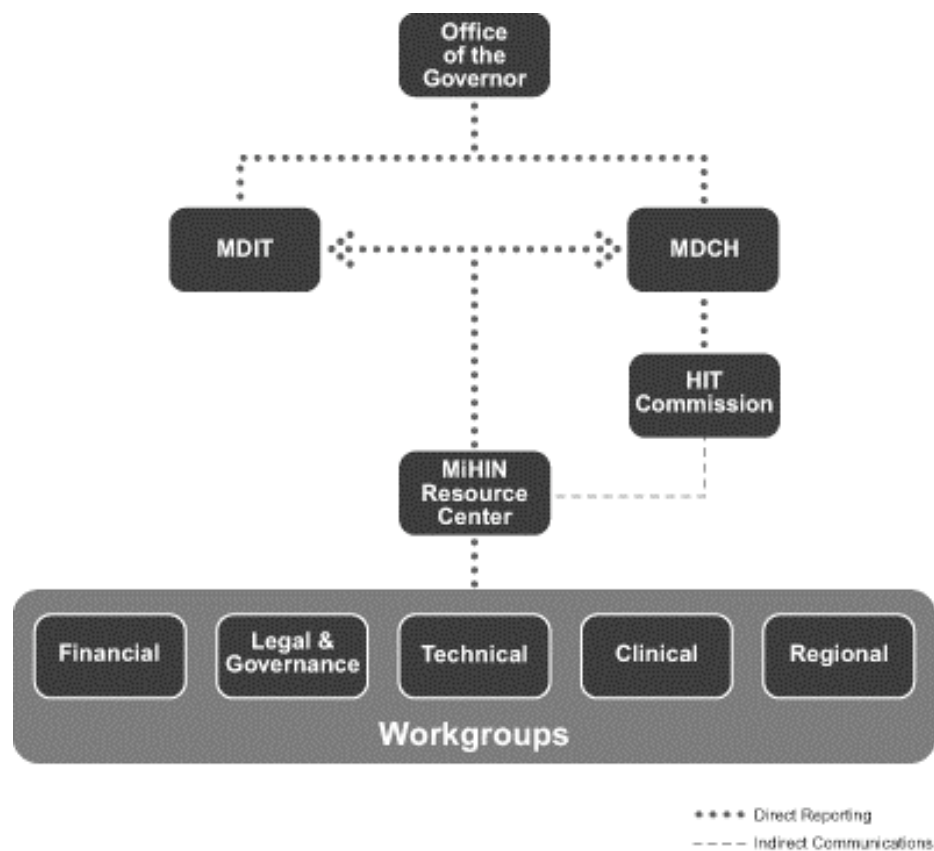 Office
of the
Governor
MDIT
MDCH
HIT
Commission
MiHIN
Resource
Center
Financial
Legal &
Governance
Technical
Clinical
Regional
Workgroups
Direct Reporting
Indirect Communications